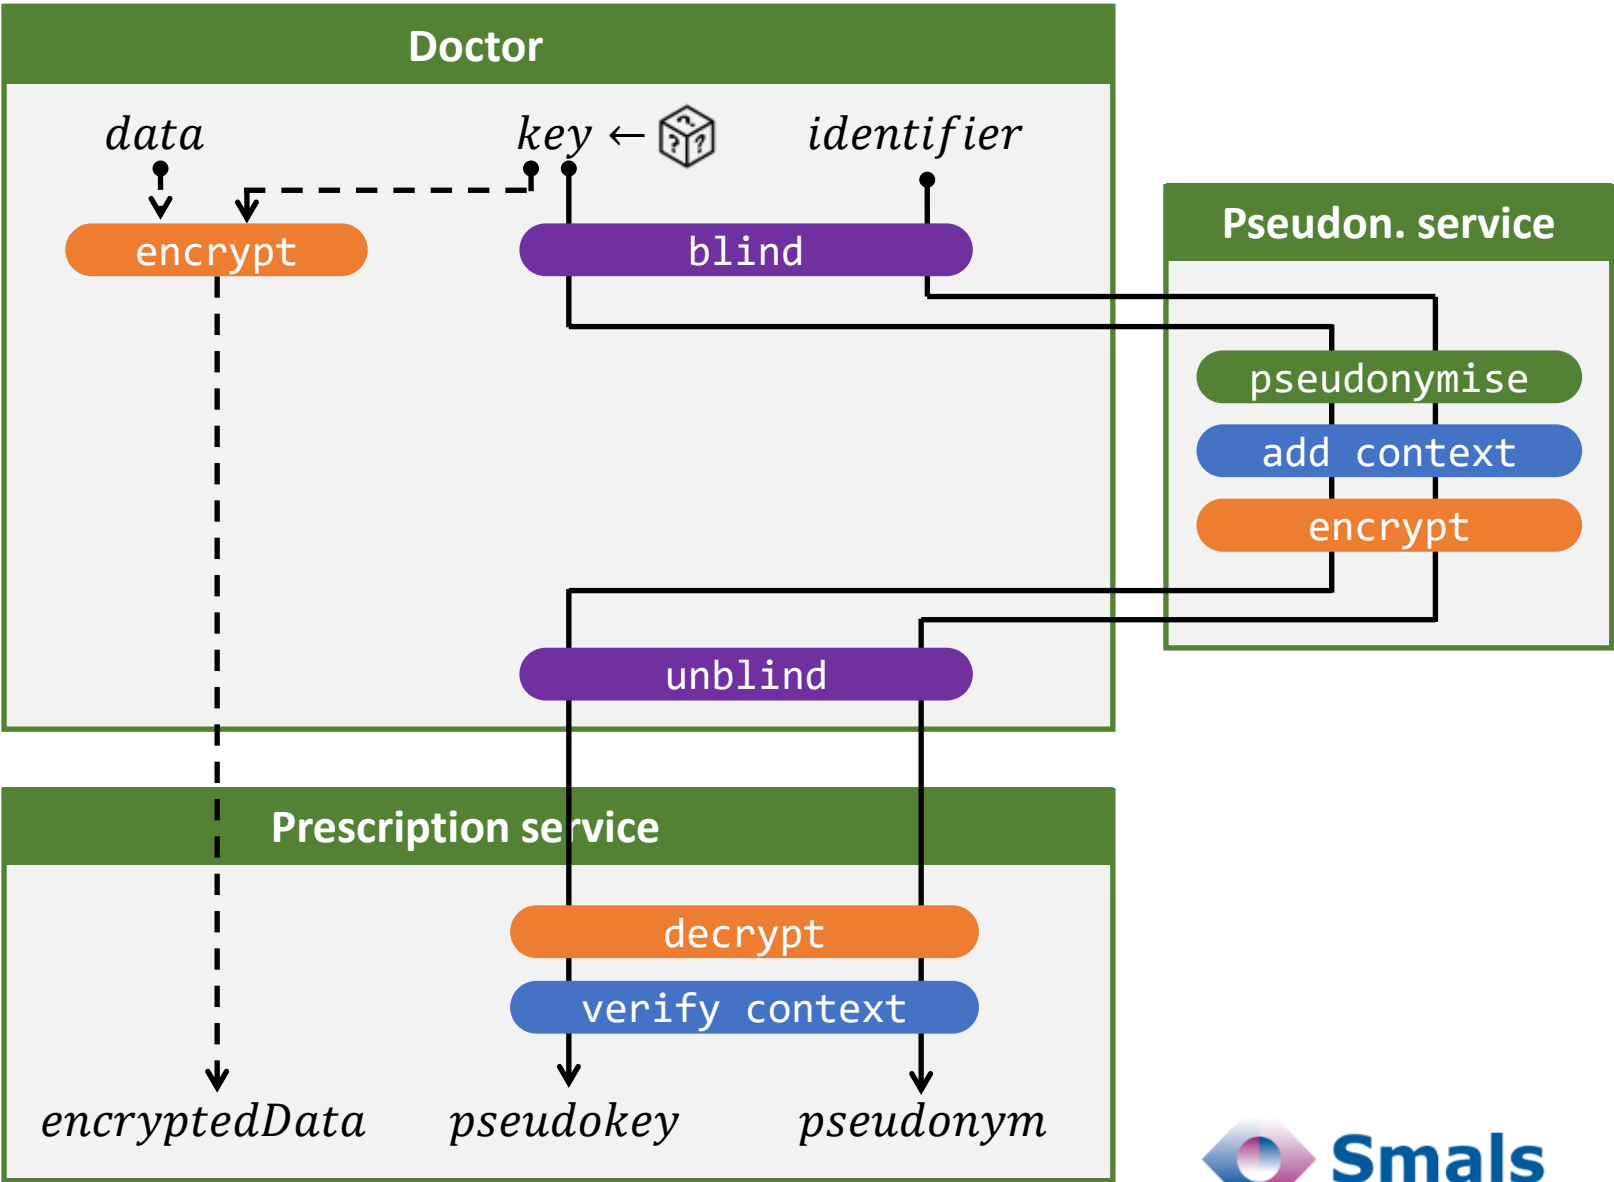 Doctor
data
key ← ? ? ?
identifier
encrypt
blind
Pseudon. service
pseudonymise
add context
encrypt
unblind
Prescription service
decrypt
verify context
encryptedData
pseudokey
pseudonym
Smals